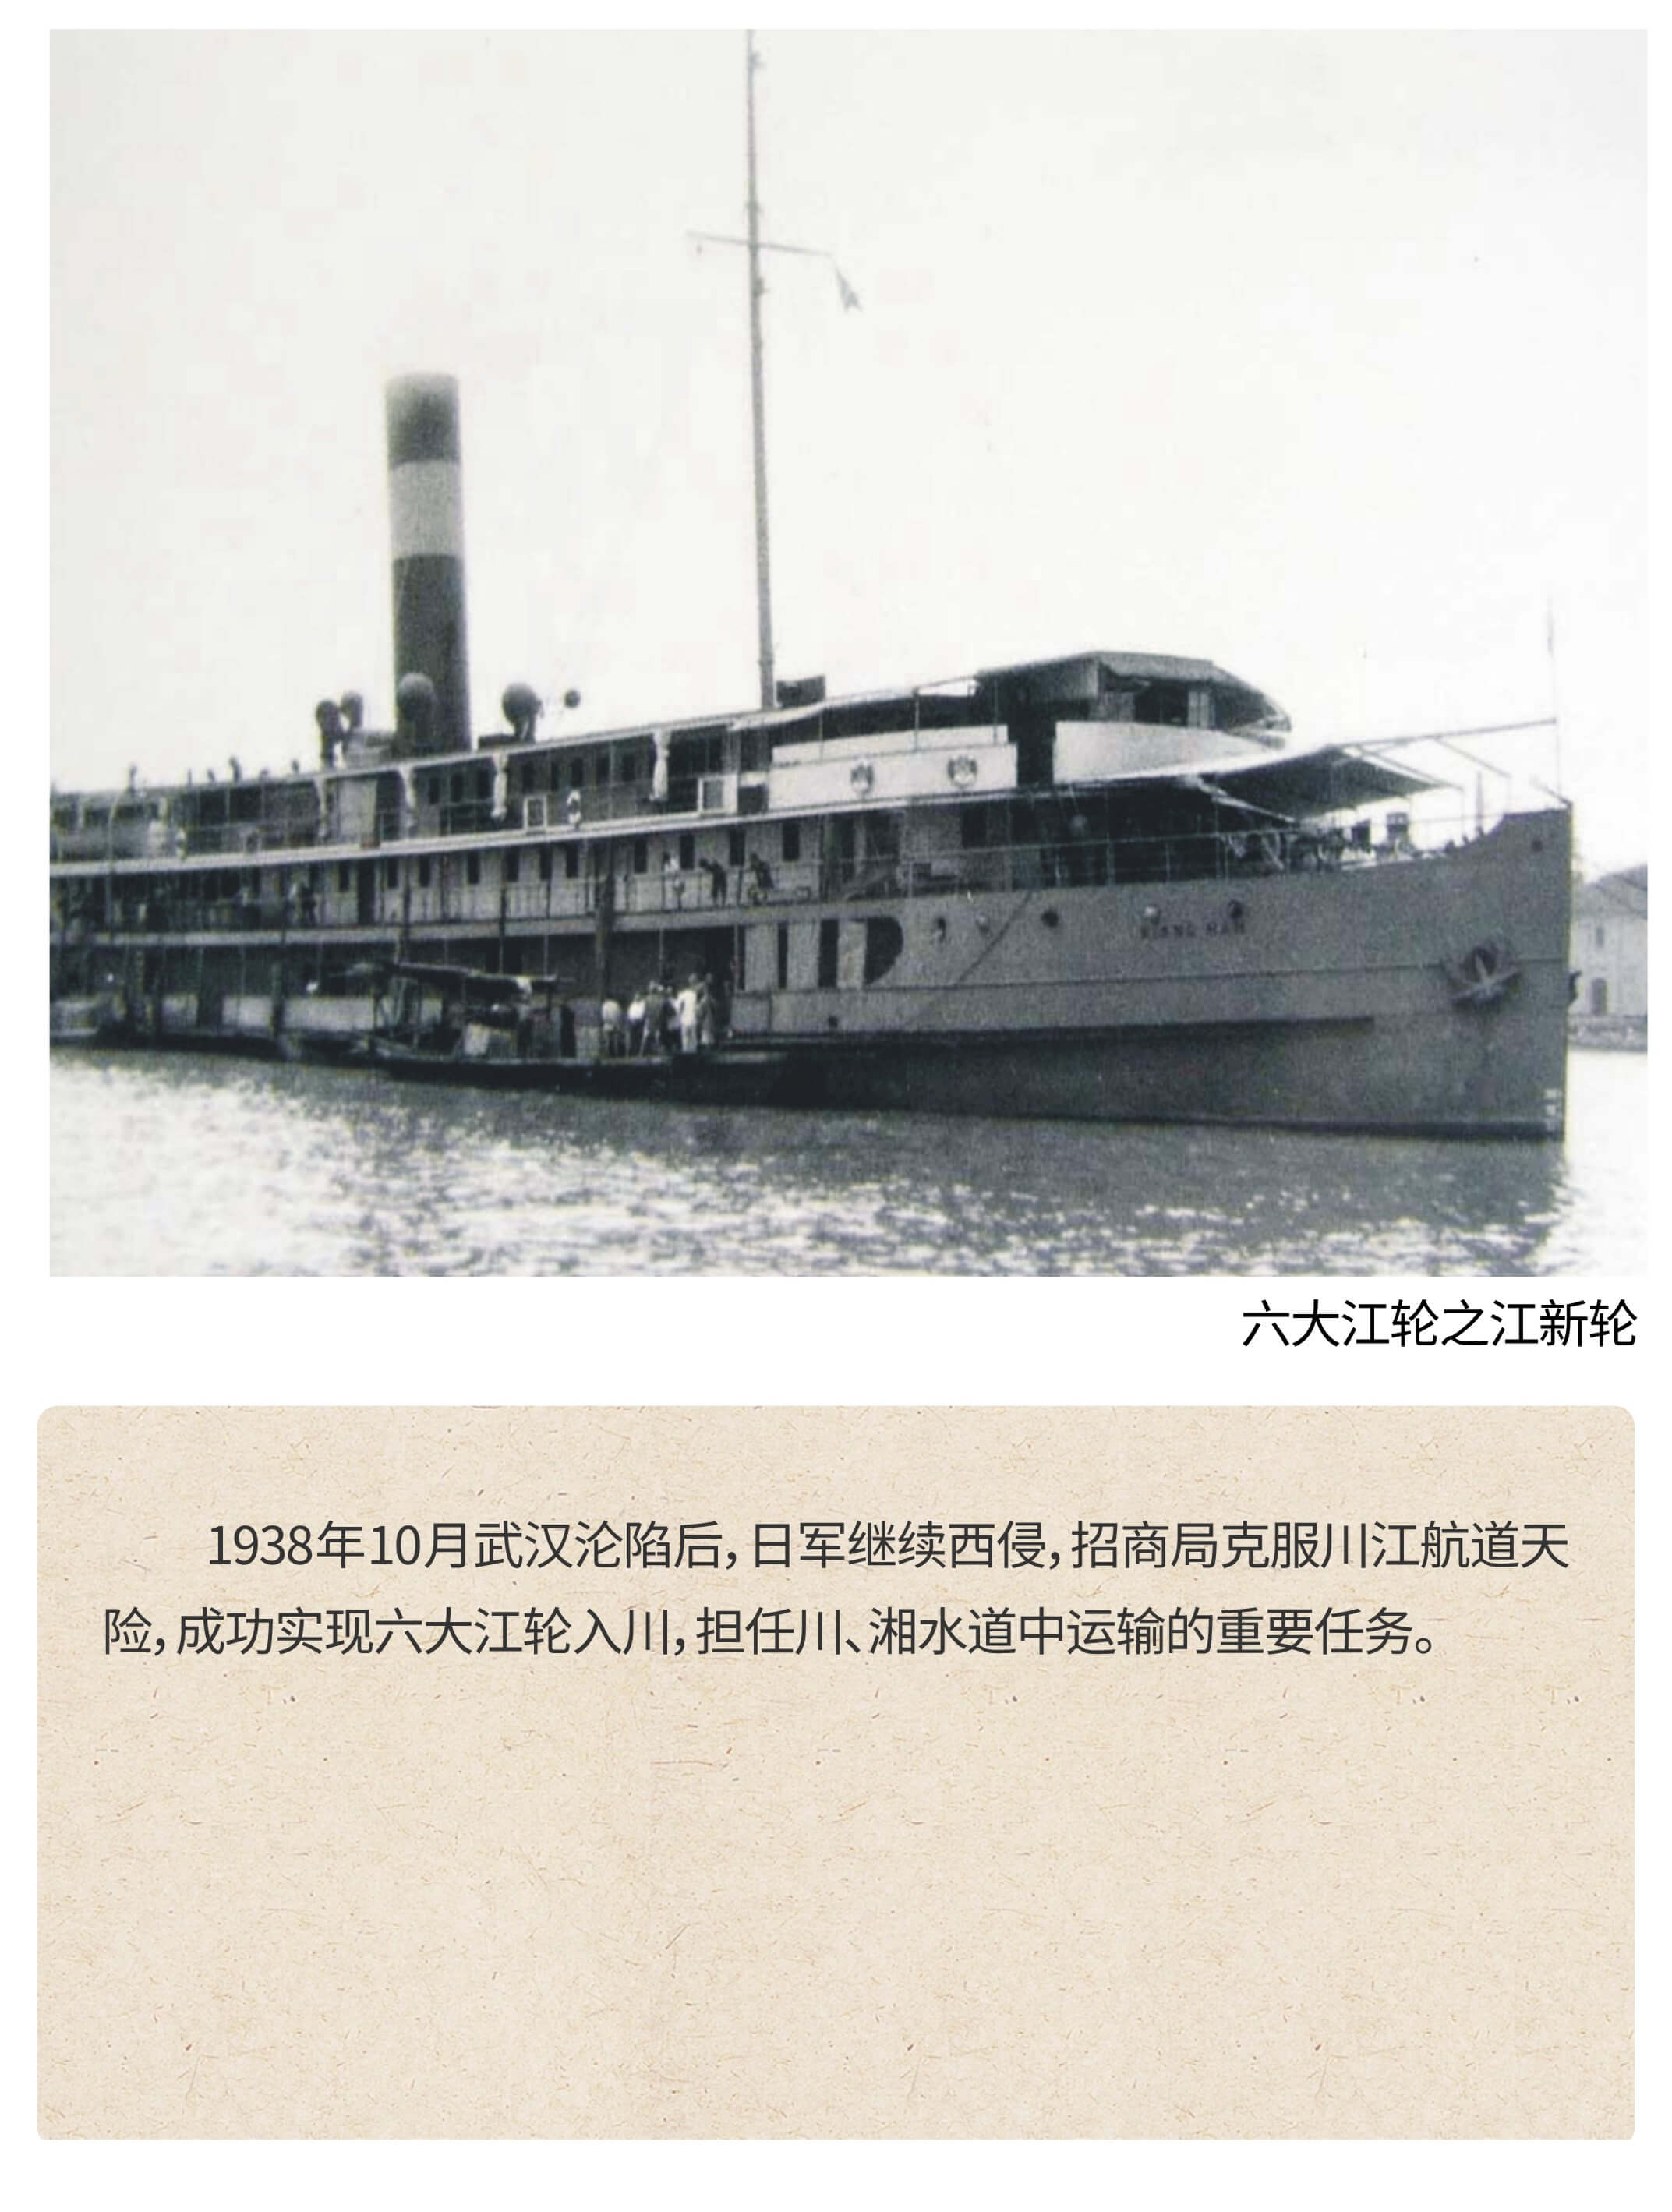 六大江轮之江新轮
1938年10月武汉沦陷后，日军继续西侵，招商局克服川江航道天
险，成功实现六大江轮入川，担任川、湘水道中运输的重要任务。